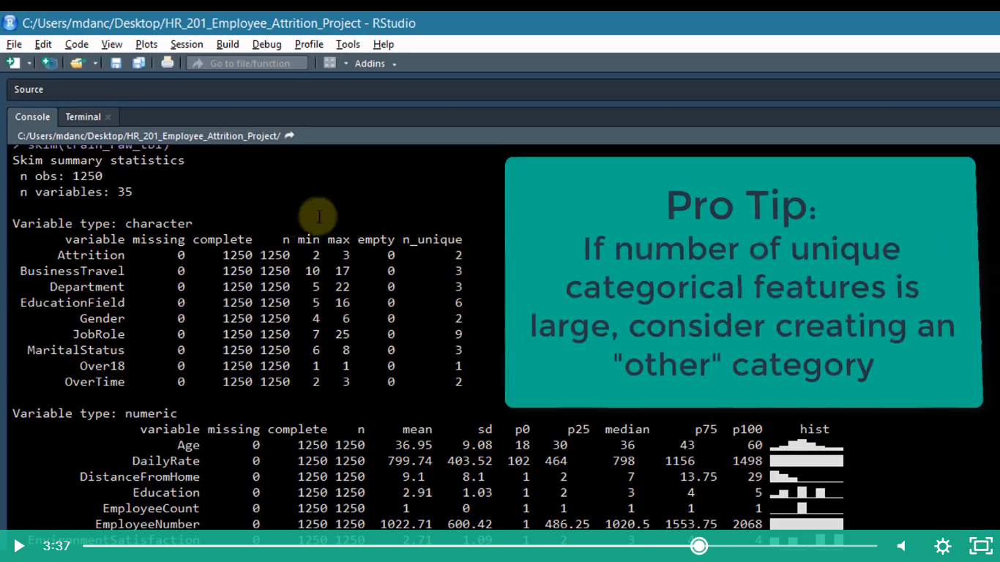 C:/Users/mdanc/Desktop/HR_201_Employee_Attrition_Project - RStudio
File Edit Code View Plots Session Build Debug Profile Tools Help
Go to file/function Addins
Source
Console Terminal
C:/Users/mdanc/Desktop/HR_201_Employee_Attrition_Project/
> skim(train_raw_tbl)
Skim summary statistics
n obs: 1250
n variables: 35
Variable type: character
variable missing complete n min max empty n_unique
Attrition 0 1250 1250 2 3 0 2
BusinessTravel 0 1250 1250 10 17 0 3
Department 0 1250 1250 5 22 0 3
EducationField 0 1250 1250 5 16 0 6
Gender 0 1250 1250 4 6 0 2
JobRole 0 1250 1250 7 25 0 9
MaritalStatus 0 1250 1250 6 8 0 3
Over18 0 1250 1250 1 1 0 1
OverTime 0 1250 1250 2 3 0 2
Pro Tip:
If number of unique
categorical features is
large, consider creating an
"other" category
Variable type: numeric
variable missing complete n mean sd p0 p25 median p75 p100 hist
Age 0 1250 1250 36.95 9.08 18 30 36 43 60
DailyRate 0 1250 1250 799.74 403.52 102 464 798 1156 1498
DistanceFromHome 0 1250 1250 9.1 8.1 1 2 7 13.75 29
Education 0 1250 1250 2.91 1.03 1 2 3 4 5
EmployeeCount 0 1250 1250 1 0 1 1 1 1 1
EmployeeNumber 0 1250 1250 1022.71 600.42 1 486.25 1020.5 1553.75 2068
EnvironmentSatisfaction 0 1250 1250 2.71 1.09 1 2 3 4 4
3:37